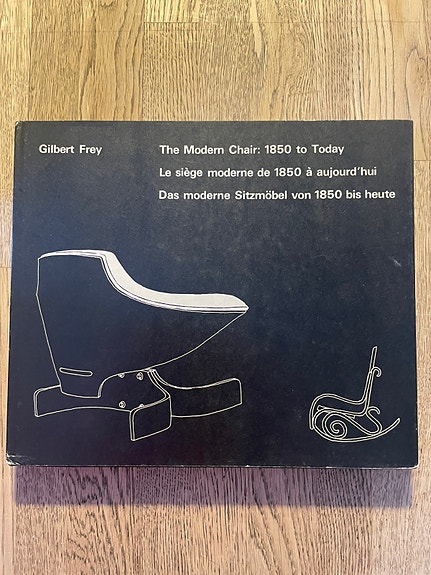 Gilbert Frey
The Modern Chair: 1850 to Today
Le siège moderne de 1850 à aujourd'hui
Das moderne Sitzmöbel von 1850 bis heute